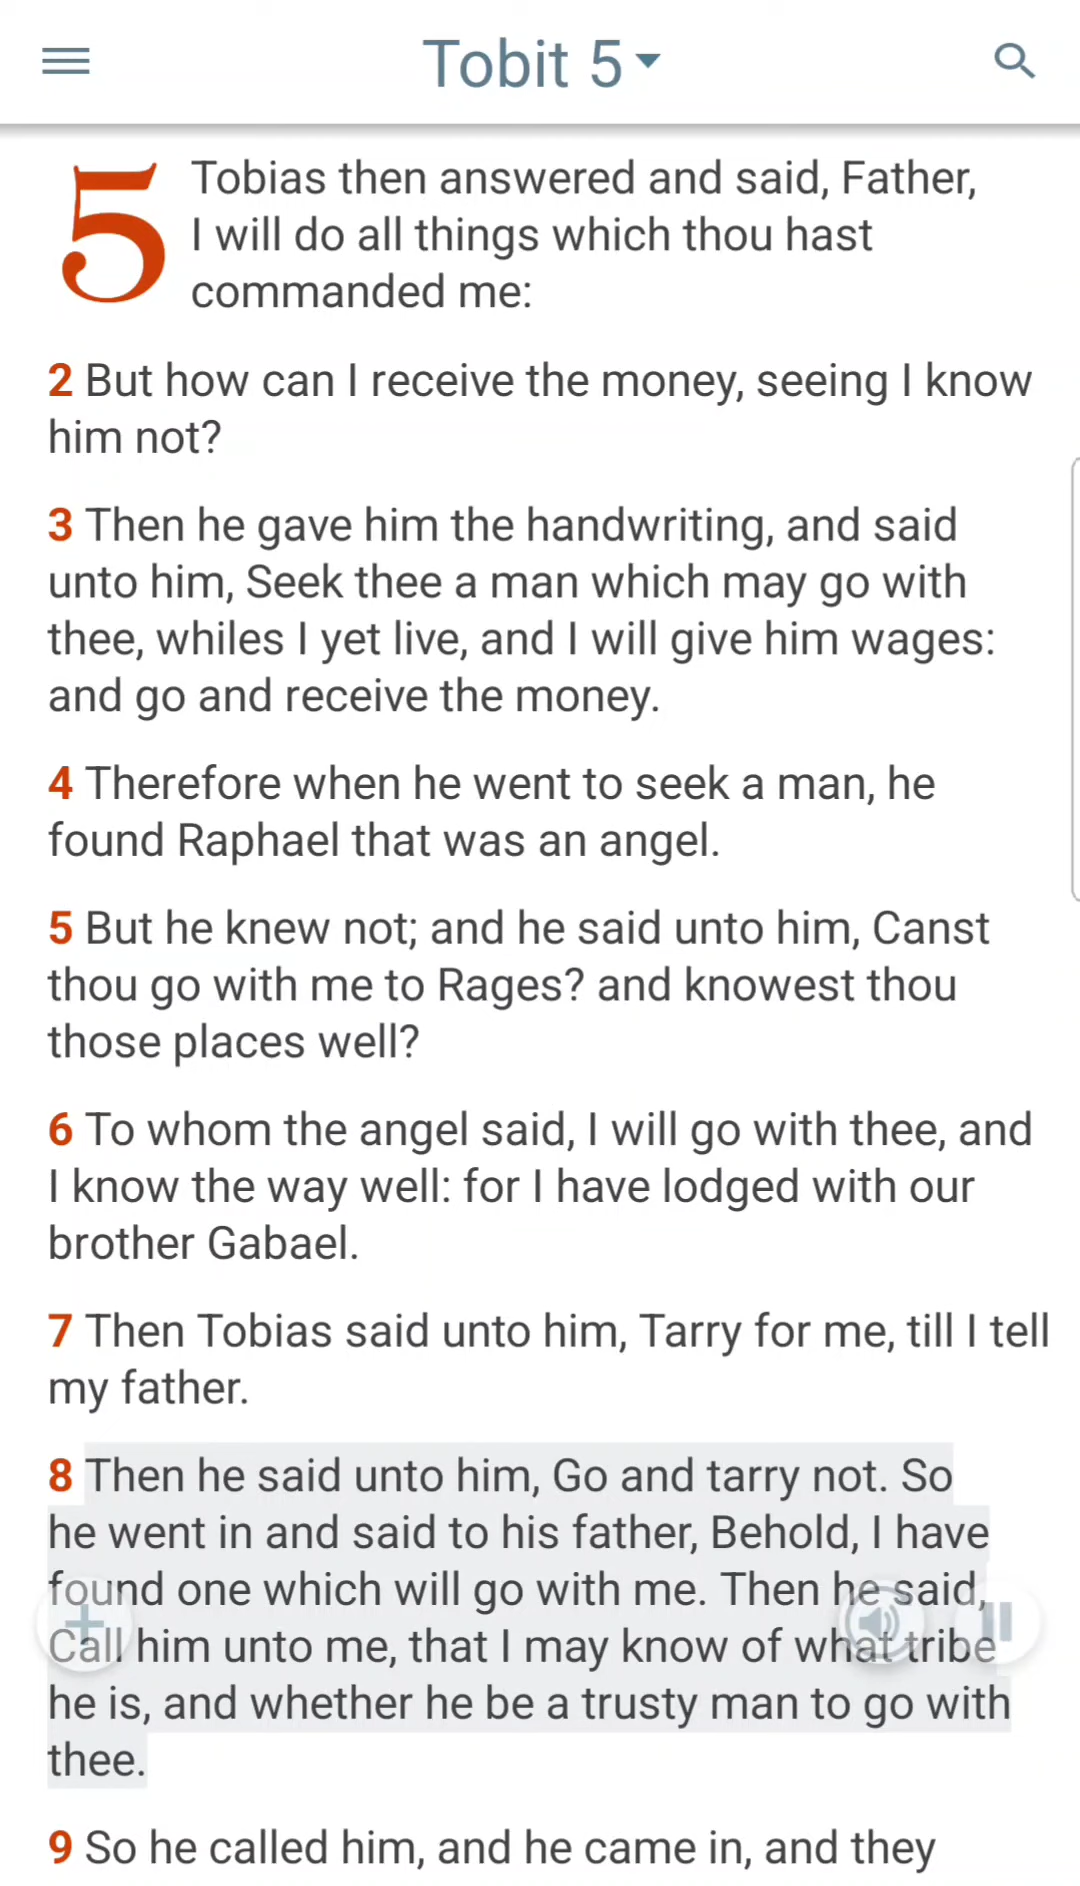 Tobit 5
5 Tobias then answered and said, Father,
I will do all things which thou hast
commanded me:
2 But how can I receive the money, seeing I know
him not?
3 Then he gave him the handwriting, and said
unto him, Seek thee a man which may go with
thee, whiles I yet live, and I will give him wages:
and go and receive the money.
4 Therefore when he went to seek a man, he
found Raphael that was an angel.
5 But he knew not; and he said unto him, Canst
thou go with me to Rages? and knowest thou
those places well?
6 To whom the angel said, I will go with thee, and
I know the way well: for I have lodged with our
brother Gabael.
7 Then Tobias said unto him, Tarry for me, till I tell
my father.
8 Then he said unto him, Go and tarry not. So
he went in and said to his father, Behold, I have
found one which will go with me. Then he said,
Call him unto me, that I may know of what tribe
he is, and whether he be a trusty man to go with
thee.
9 So he called him, and he came in, and they